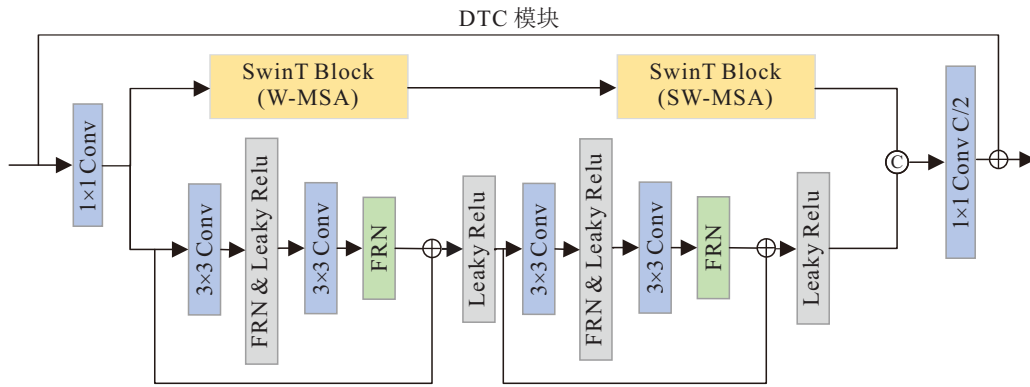 DTC 模块
SwinT Block
(W-MSA)
SwinT Block
(SW-MSA)
1×1 Conv
C
1×1 Conv C/2
3×3 Conv
FRN & Leaky Relu
3×3 Conv
FRN
Leaky Relu
3×3 Conv
FRN & Leaky Relu
3×3 Conv
FRN
Leaky Relu